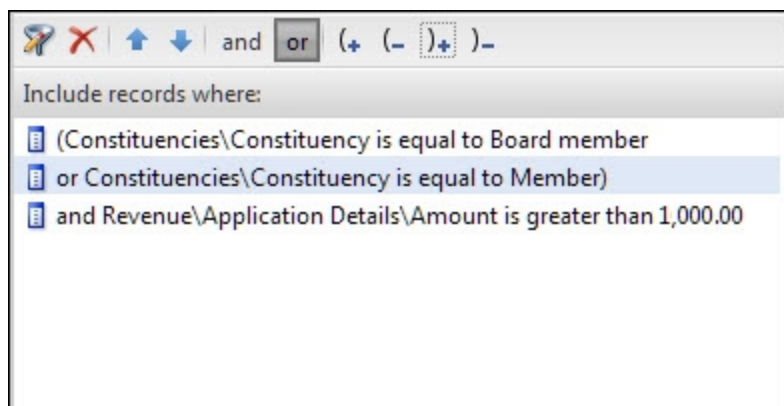 and or (+ (- )+ )-
Include records where:
(Constituencies\Constituency is equal to Board member
or Constituencies\Constituency is equal to Member)
and Revenue\Application Details\Amount is greater than 1,000.00